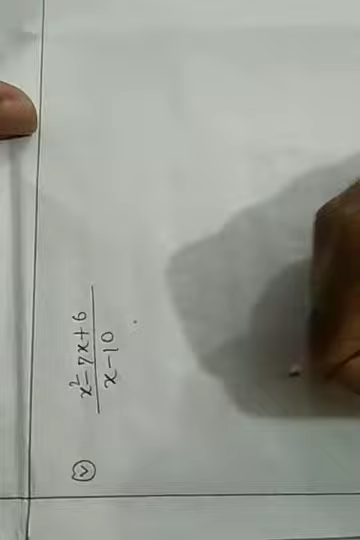 (v) x² - 7x + 6
x - 10